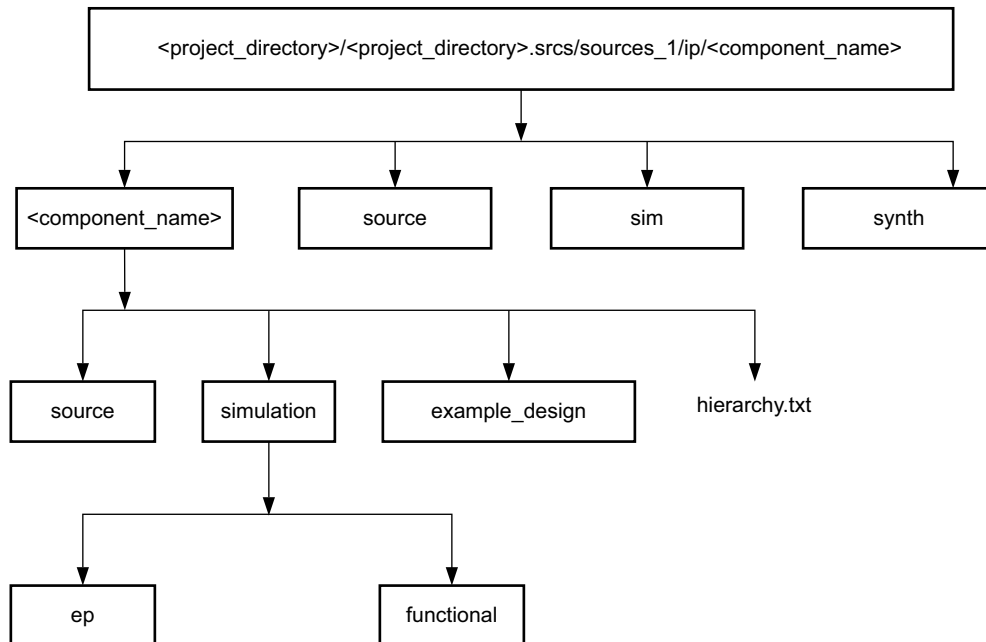 <project_directory>/<project_directory>.srcs/sources_1/ip/<component_name>
<component_name>
source
sim
synth
source
simulation
example_design
hierarchy.txt
ep
functional